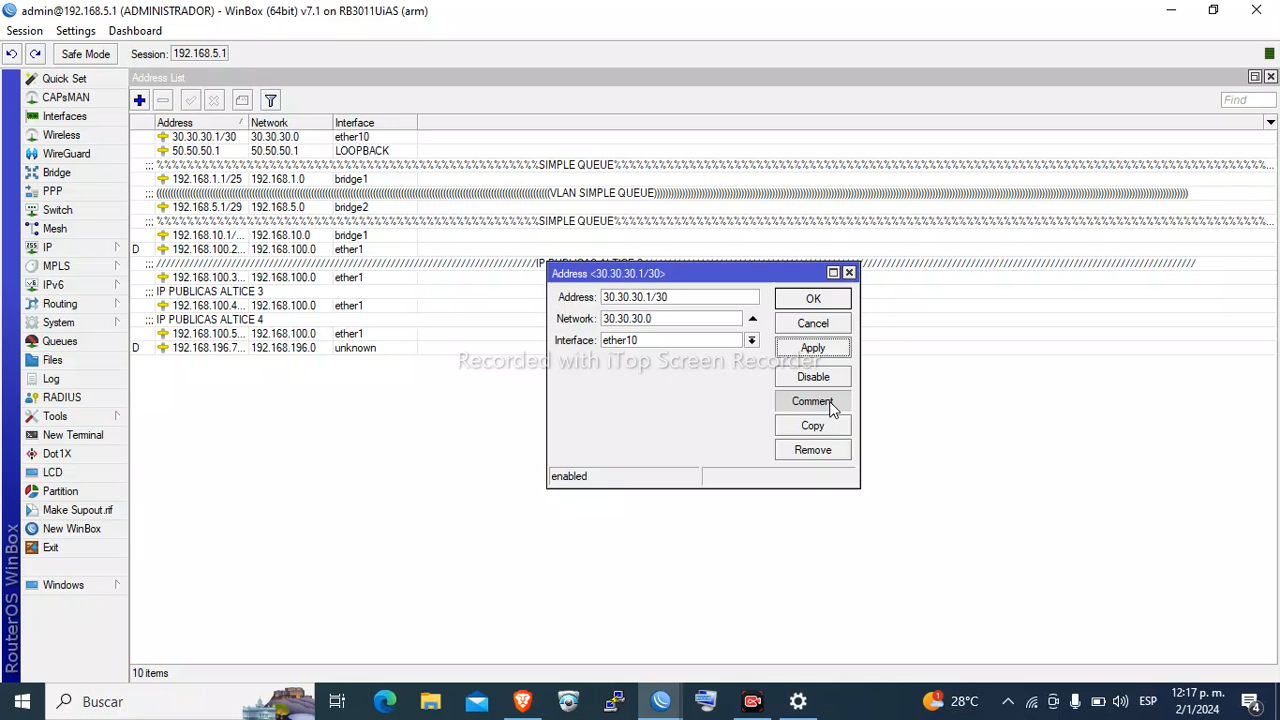 admin@192.168.5.1 (ADMINISTRADOR) - WinBox (64bit) v7.1 on RB3011UiAS (arm)
Session Settings Dashboard
Safe Mode Session: 192.168.5.1
Quick Set
CAPsMAN
Interfaces
Wireless
WireGuard
Bridge
PPP
Switch
Mesh
IP
MPLS
IPv6
Routing
System
Queues
Files
Log
RADIUS
Tools
New Terminal
Dot1X
LCD
Partition
Make Supout.rif
New WinBox
Exit
Windows
RouterOS WinBox
Address List
Find
Address Network Interface
30.30.30.1/30 30.30.30.0 ether10
50.50.50.1 50.50.50.1 LOOPBACK
SIMPLE QUEUE
192.168.1.1/25 192.168.1.0 bridge1
VLAN SIMPLE QUEUE
192.168.5.1/29 192.168.5.0 bridge2
SIMPLE QUEUE
192.168.10.1/... 192.168.10.0 bridge1
D 192.168.100.2... 192.168.100.0 ether1
192.168.100.3... 192.168.100.0 ether1
::: IP PUBLICAS ALTICE 3
192.168.100.4... 192.168.100.0 ether1
::: IP PUBLICAS ALTICE 4
192.168.100.5... 192.168.100.0 ether1
D 192.168.196.7... 192.168.196.0 unknown
10 items
Address <30.30.30.1/30>
Address: 30.30.30.1/30
Network: 30.30.30.0
Interface: ether10
OK
Cancel
Apply
Disable
Comment
Copy
Remove
enabled
Recorded with iTop Screen Recorder
Buscar
1
28°C
ESP
12:17 p. m.
2/1/2024
4